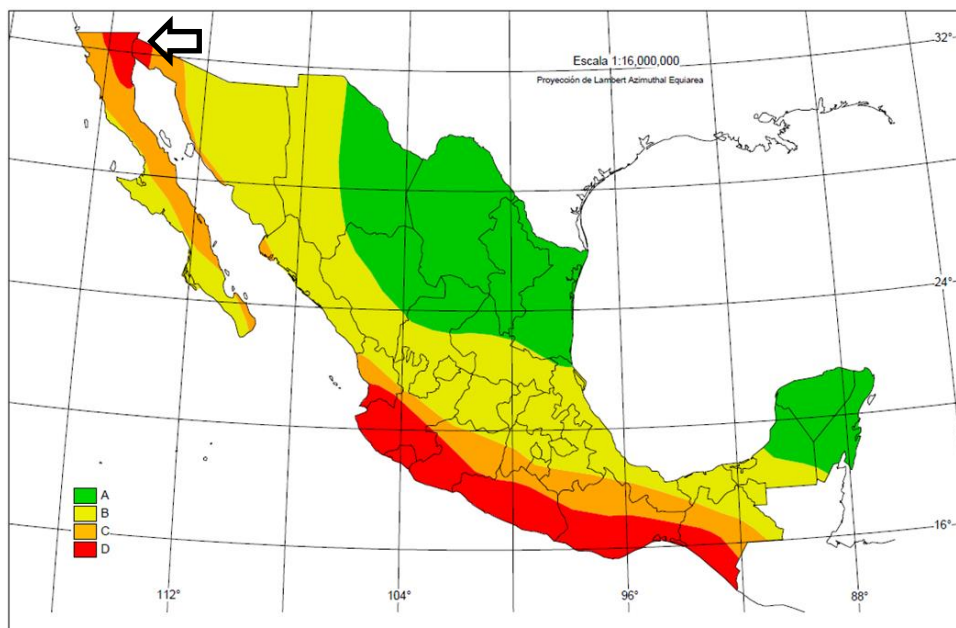 Escala 1:16,000,000
Proyección de Lambert Azimuthal Equiarea
32°
24°
16°
A
B
C
D
112°
104°
96°
88°